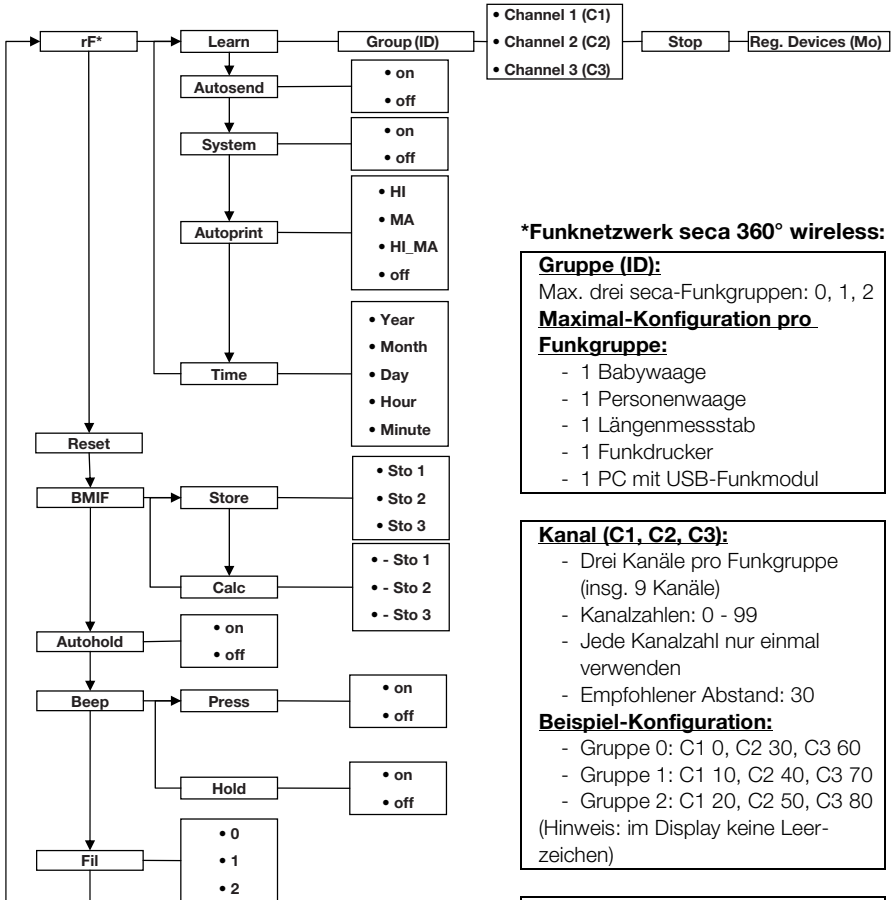 • Channel 1 (C1)
rF*
Learn
Group (ID)
• Channel 2 (C2)
Stop
Reg. Devices (Mo)
• Channel 3 (C3)
Autosend
• on
• off
System
• on
• off
Autoprint
• HI
• MA
• HI_MA
• off
Time
• Year
• Month
• Day
• Hour
• Minute
Reset
BMIF
Store
• Sto 1
• Sto 2
• Sto 3
Calc
• - Sto 1
• - Sto 2
• - Sto 3
Autohold
• on
• off
Beep
Press
• on
• off
Hold
• on
• off
Fil
• 0
• 1
• 2
*Funknetzwerk seca 360° wireless:
Gruppe (ID):
Max. drei seca-Funkgruppen: 0, 1, 2
Maximal-Konfiguration pro
Funkgruppe:
- 1 Babywaage
- 1 Personenwaage
- 1 Längenmessstab
- 1 Funkdrucker
- 1 PC mit USB-Funkmodul
Kanal (C1, C2, C3):
- Drei Kanäle pro Funkgruppe
(insg. 9 Kanäle)
- Kanalzahlen: 0 - 99
- Jede Kanalzahl nur einmal
verwenden
- Empfohlener Abstand: 30
Beispiel-Konfiguration:
- Gruppe 0: C1 0, C2 30, C3 60
- Gruppe 1: C1 10, C2 40, C3 70
- Gruppe 2: C1 20, C2 50, C3 80
(Hinweis: im Display keine Leer-
zeichen)